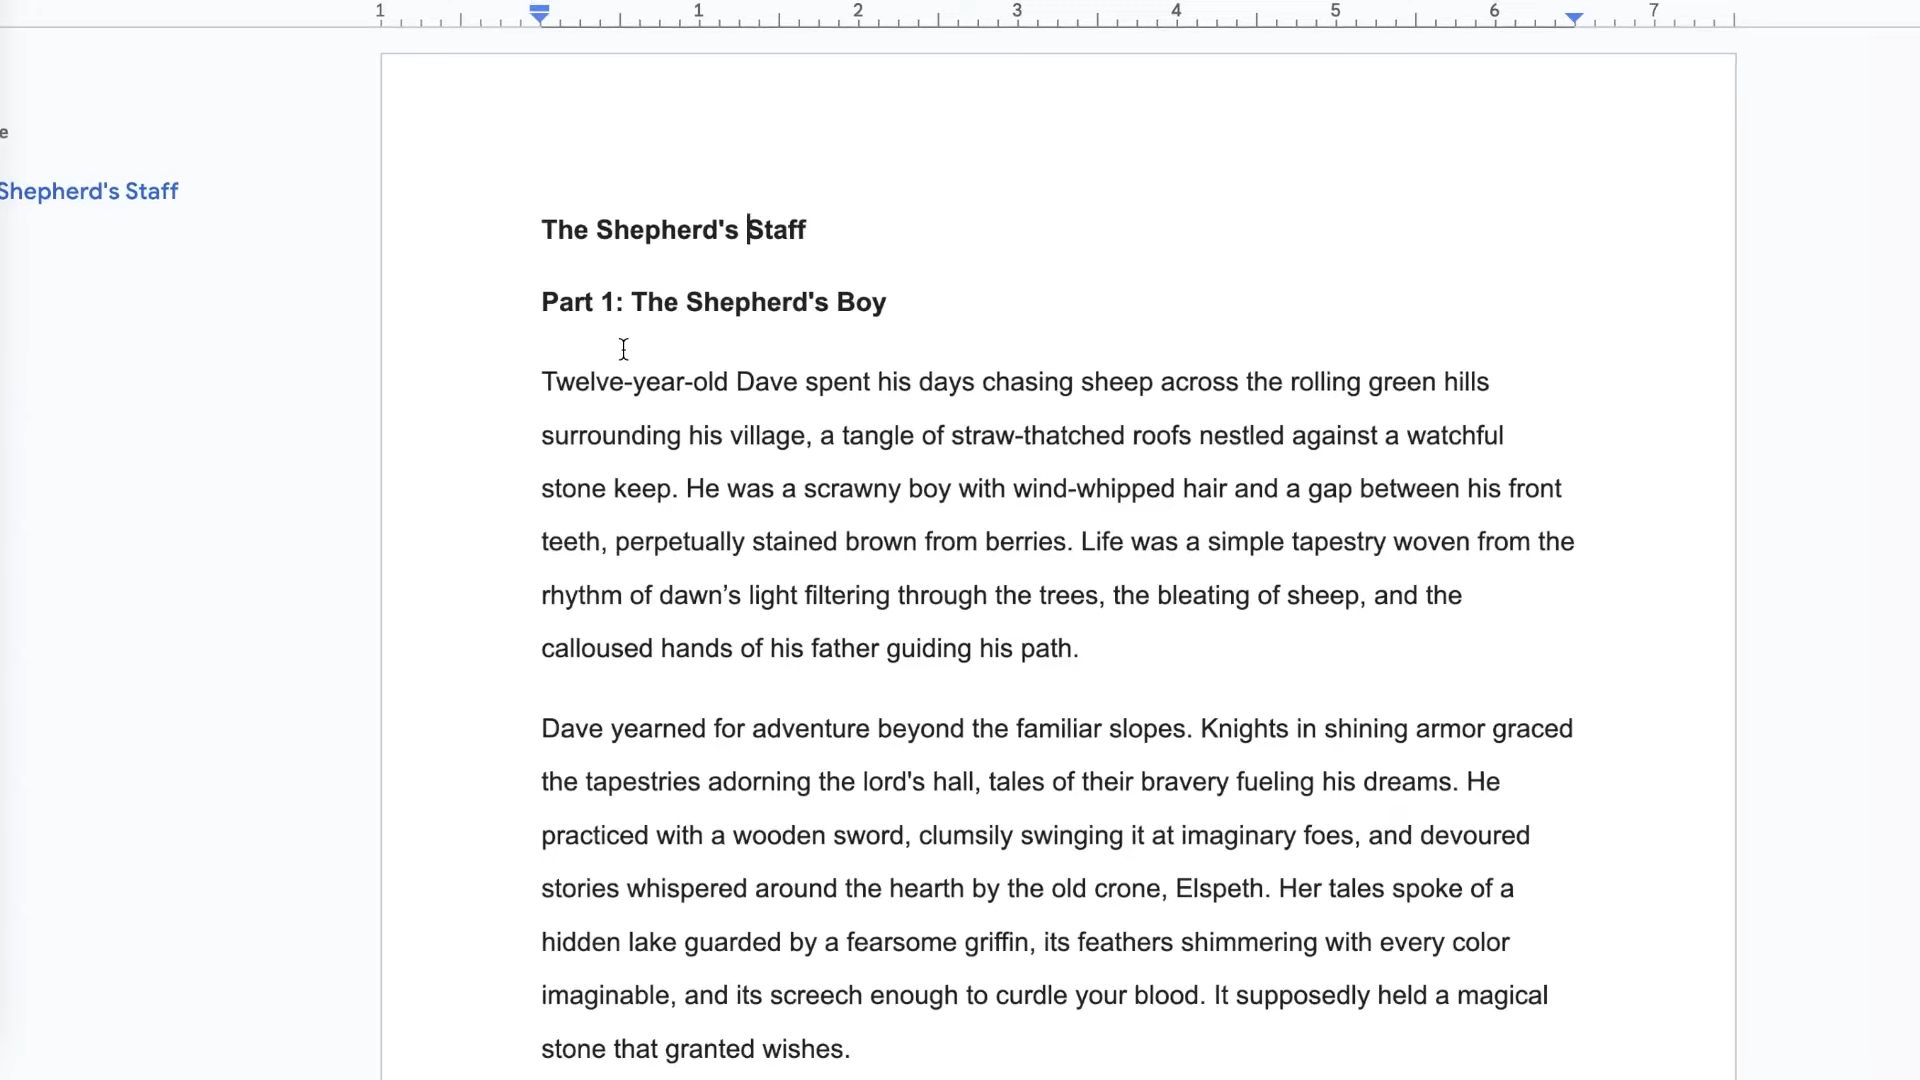 1 1 2 3 4 5 6 7
e
Shepherd's Staff
The Shepherd's Staff
Part 1: The Shepherd's Boy
Twelve-year-old Dave spent his days chasing sheep across the rolling green hills
surrounding his village, a tangle of straw-thatched roofs nestled against a watchful
stone keep. He was a scrawny boy with wind-whipped hair and a gap between his front
teeth, perpetually stained brown from berries. Life was a simple tapestry woven from the
rhythm of dawn’s light filtering through the trees, the bleating of sheep, and the
calloused hands of his father guiding his path.
Dave yearned for adventure beyond the familiar slopes. Knights in shining armor graced
the tapestries adorning the lord's hall, tales of their bravery fueling his dreams. He
practiced with a wooden sword, clumsily swinging it at imaginary foes, and devoured
stories whispered around the hearth by the old crone, Elspeth. Her tales spoke of a
hidden lake guarded by a fearsome griffin, its feathers shimmering with every color
imaginable, and its screech enough to curdle your blood. It supposedly held a magical
stone that granted wishes.